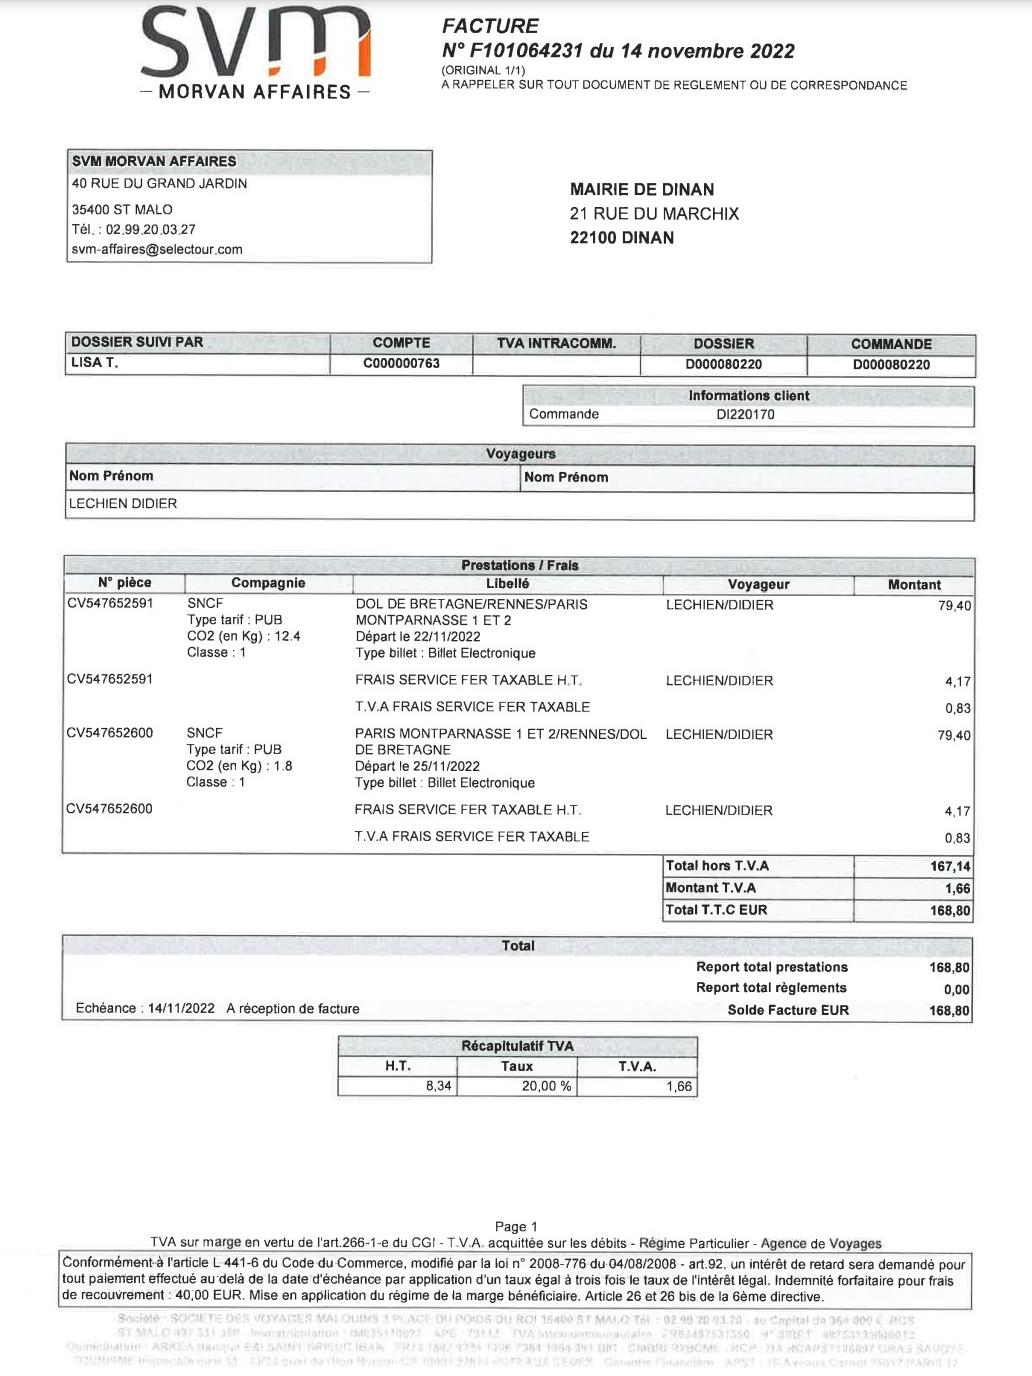 svm
– MORVAN AFFAIRES –
FACTURE
N° F101064231 du 14 novembre 2022
(ORIGINAL 1/1)
A RAPPELER SUR TOUT DOCUMENT DE REGLEMENT OU DE CORRESPONDANCE
SVM MORVAN AFFAIRES
40 RUE DU GRAND JARDIN
35400 ST MALO
Tél. : 02.99.20.03.27
svm-affaires@selectour.com
MAIRIE DE DINAN
21 RUE DU MARCHIX
22100 DINAN
DOSSIER SUIVI PAR COMPTE TVA INTRACOMM. DOSSIER COMMANDE
LISA T. C000000763 D000080220 D000080220
Informations client
Commande DI220170
Voyageurs
Nom Prénom Nom Prénom
LECHIEN DIDIER
Prestations / Frais
N° pièce Compagnie Libellé Voyageur Montant
CV547652591 SNCF DOL DE BRETAGNE/RENNES/PARIS LECHIEN/DIDIER 79,40
Type tarif : PUB MONTPARNASSE 1 ET 2
CO2 (en Kg) : 12.4 Départ le 22/11/2022
Classe : 1 Type billet : Billet Electronique
CV547652591 FRAIS SERVICE FER TAXABLE H.T. LECHIEN/DIDIER 4,17
T.V.A FRAIS SERVICE FER TAXABLE 0,83
CV547652600 SNCF PARIS MONTPARNASSE 1 ET 2/RENNES/DOL LECHIEN/DIDIER 79,40
Type tarif : PUB DE BRETAGNE
CO2 (en Kg) : 1.8 Départ le 25/11/2022
Classe : 1 Type billet : Billet Electronique
CV547652600 FRAIS SERVICE FER TAXABLE H.T. LECHIEN/DIDIER 4,17
T.V.A FRAIS SERVICE FER TAXABLE 0,83
Total hors T.V.A 167,14
Montant T.V.A 1,66
Total T.T.C EUR 168,80
Total
Report total prestations 168,80
Report total règlements 0,00
Echéance : 14/11/2022 A réception de facture Solde Facture EUR 168,80
Récapitulatif TVA
H.T. Taux T.V.A.
8,34 20,00 % 1,66
Page 1
TVA sur marge en vertu de l'art.266-1-e du CGI - T.V.A. acquittée sur les débits - Régime Particulier - Agence de Voyages
Conformément à l'article L 441-6 du Code du Commerce, modifié par la loi n° 2008-776 du 04/08/2008 - art.92, un intérêt de retard sera demandé pour
tout paiement effectué au delà de la date d'échéance par application d'un taux égal à trois fois le taux de l'intérêt légal. Indemnité forfaitaire pour frais
de recouvrement : 40,00 EUR. Mise en application du régime de la marge bénéficiaire. Article 26 et 26 bis de la 6ème directive.
Société : SOCIETE DES VOYAGES MALOUINS PLACE DU POIDS DU ROI 35400 ST MALO Tél : au Capital de
ST MALO